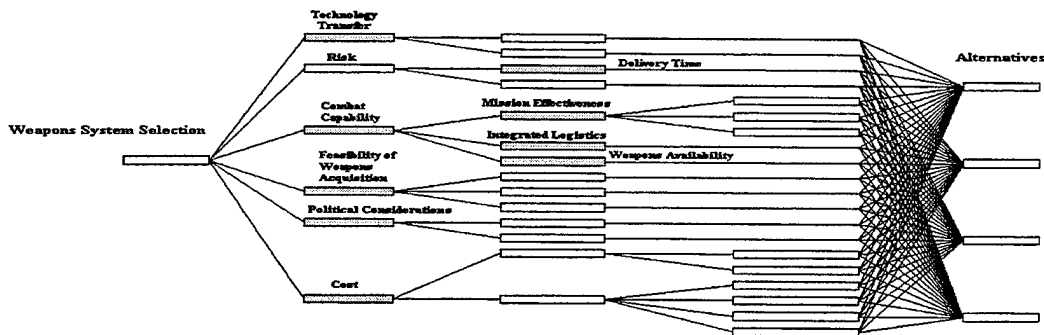 Technology
Transfer
Risk
Delivery Time
Alternatives
Mission Effectiveness
Combat
Capability
Weapons System Selection
Integrated Logistics
Feasibility of
Weapons
Acquisition
Weapons Availability
Political Considerations
Cost